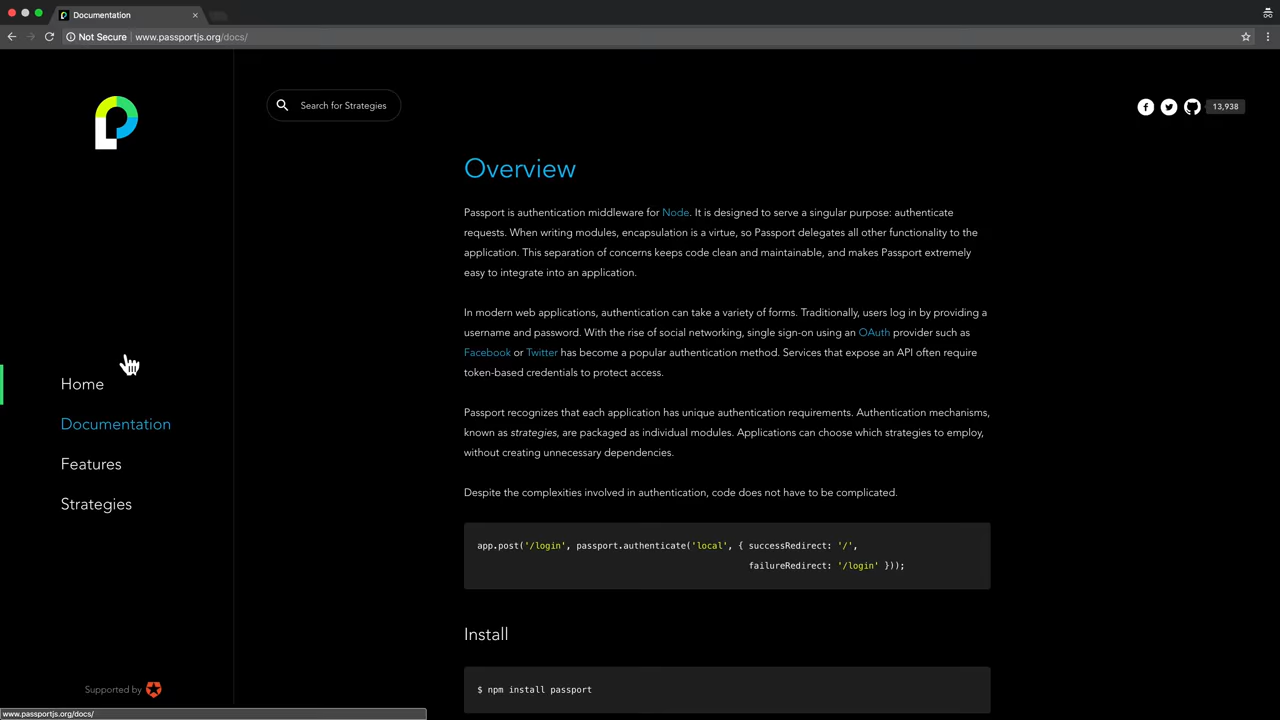 Documentation
Not Secure
www.passportjs.org/docs/
Search for Strategies
13,938
Home
Documentation
Features
Strategies
Supported by
Overview
Passport is authentication middleware for Node. It is designed to serve a singular purpose: authenticate
requests. When writing modules, encapsulation is a virtue, so Passport delegates all other functionality to the
application. This separation of concerns keeps code clean and maintainable, and makes Passport extremely
easy to integrate into an application.
In modern web applications, authentication can take a variety of forms. Traditionally, users log in by providing a
username and password. With the rise of social networking, single sign-on using an OAuth provider such as
Facebook or Twitter has become a popular authentication method. Services that expose an API often require
token-based credentials to protect access.
Passport recognizes that each application has unique authentication requirements. Authentication mechanisms,
known as strategies, are packaged as individual modules. Applications can choose which strategies to employ,
without creating unnecessary dependencies.
Despite the complexities involved in authentication, code does not have to be complicated.
app.post('/login', passport.authenticate('local', { successRedirect: '/',
failureRedirect: '/login' }));
Install
$ npm install passport
www.passportjs.org/docs/